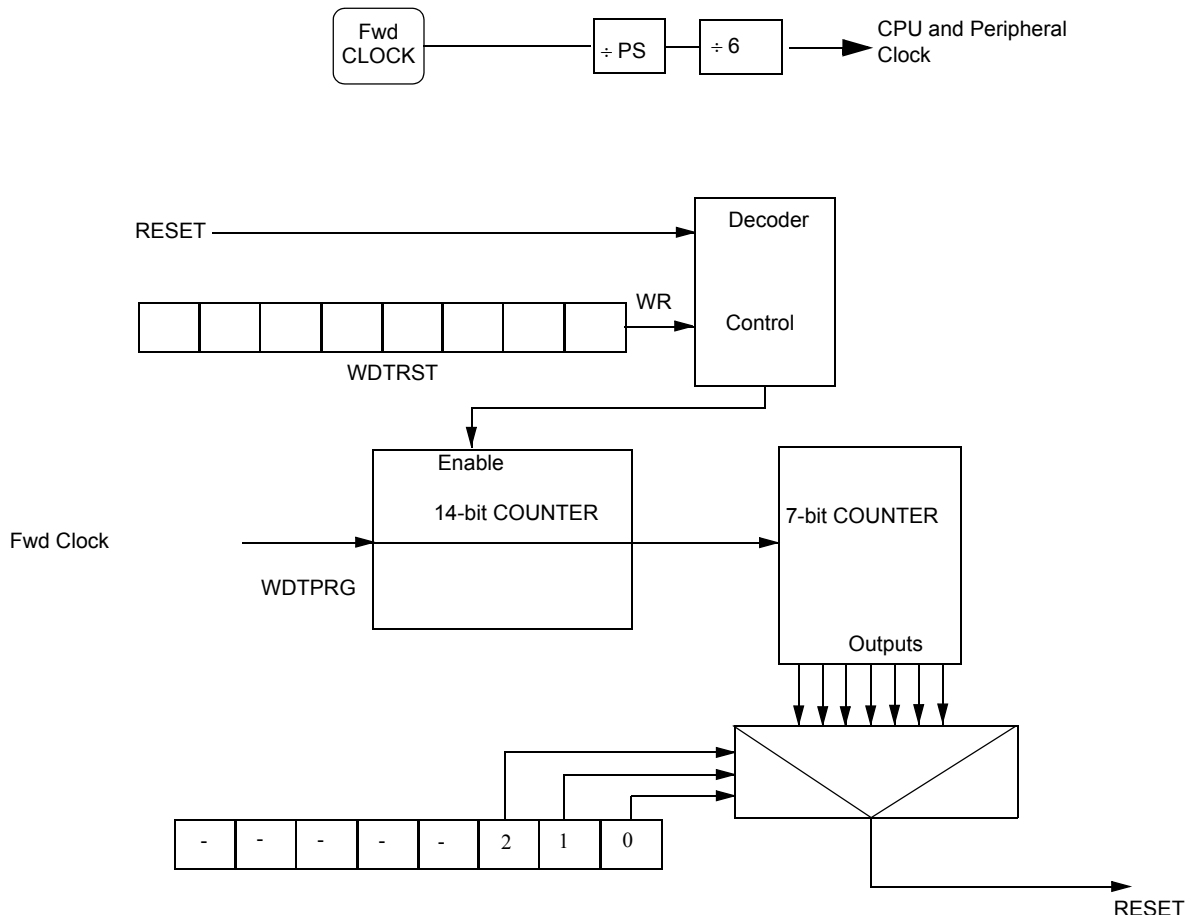 Fwd
CLOCK
÷ PS
÷ 6
CPU and Peripheral
Clock
RESET
Decoder
WR
Control
WDTRST
Enable
14-bit COUNTER
7-bit COUNTER
Fwd Clock
WDTPRG
Outputs
- - - - - 2 1 0
RESET